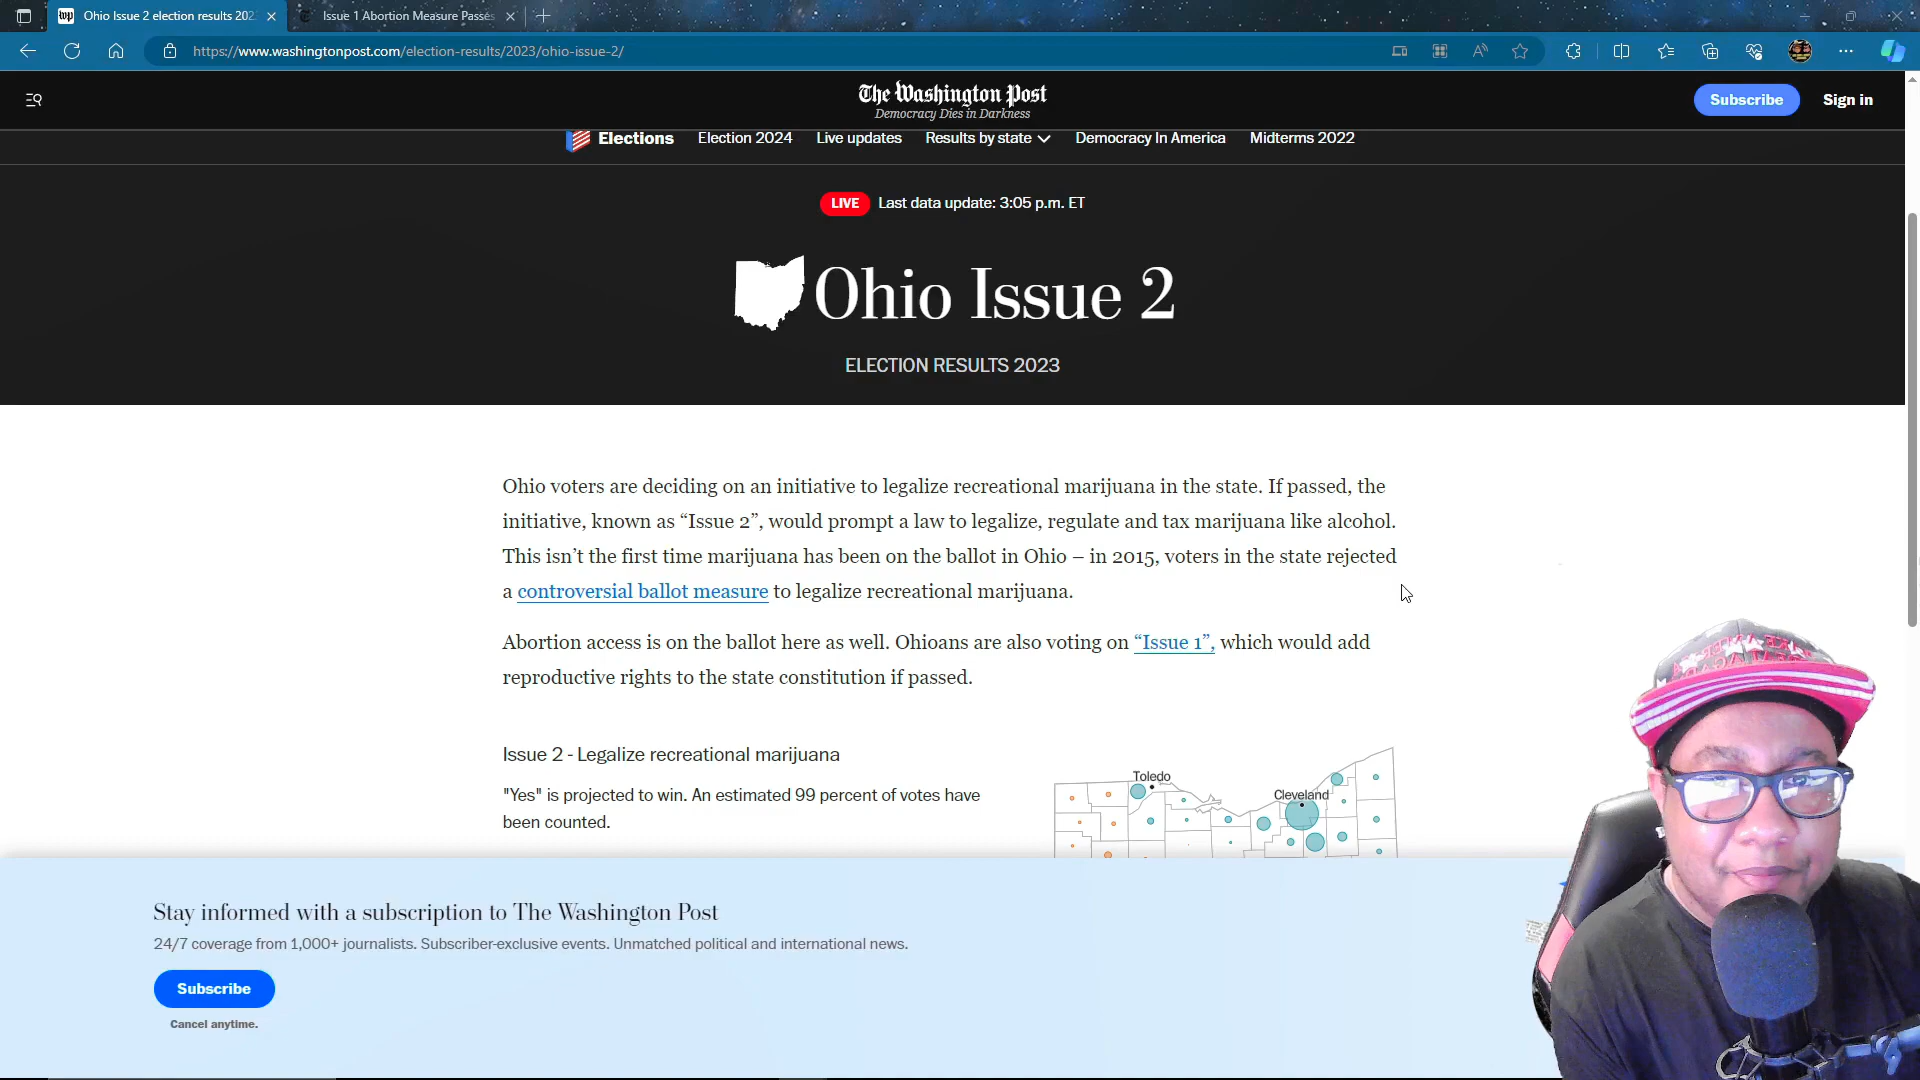 Ohio Issue 2 election results 202
Issue 1 Abortion Measure Passes
https://www.washingtonpost.com/election-results/2023/ohio-issue-2/
The Washington Post
Democracy Dies in Darkness
Subscribe
Sign in
Elections
Election 2024
Live updates
Results by state
Democracy In America
Midterms 2022
LIVE
Last data update: 3:05 p.m. ET
Ohio Issue 2
ELECTION RESULTS 2023
Ohio voters are deciding on an initiative to legalize recreational marijuana in the state. If passed, the
initiative, known as “Issue 2”, would prompt a law to legalize, regulate and tax marijuana like alcohol.
This isn’t the first time marijuana has been on the ballot in Ohio – in 2015, voters in the state rejected
a controversial ballot measure to legalize recreational marijuana.
Abortion access is on the ballot here as well. Ohioans are also voting on “Issue 1”, which would add
reproductive rights to the state constitution if passed.
Issue 2 - Legalize recreational marijuana
"Yes" is projected to win. An estimated 99 percent of votes have
been counted.
Toledo
Cleveland
Stay informed with a subscription to The Washington Post
24/7 coverage from 1,000+ journalists. Subscriber-exclusive events. Unmatched political and international news.
Subscribe
Cancel anytime.